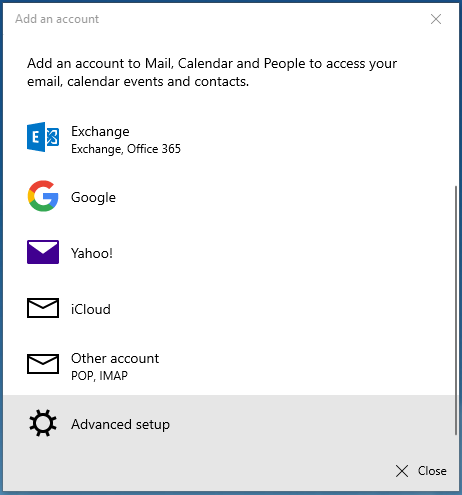 Add an account
Add an account to Mail, Calendar and People to access your
email, calendar events and contacts.
Exchange
Exchange, Office 365
Google
Yahoo!
iCloud
Other account
POP, IMAP
Advanced setup
Close